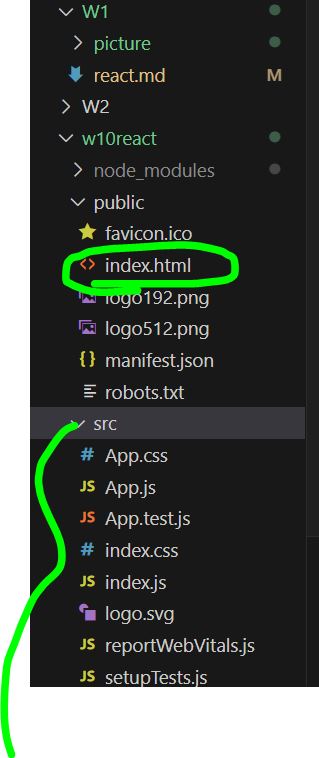 W1
picture
react.md M
W2
w10react
node_modules
public
favicon.ico
<> index.html
logo192.png
logo512.png
{} manifest.json
robots.txt
src
# App.css
JS App.js
JS App.test.js
# index.css
JS index.js
logo.svg
JS reportWebVitals.js
JS setupTests.js